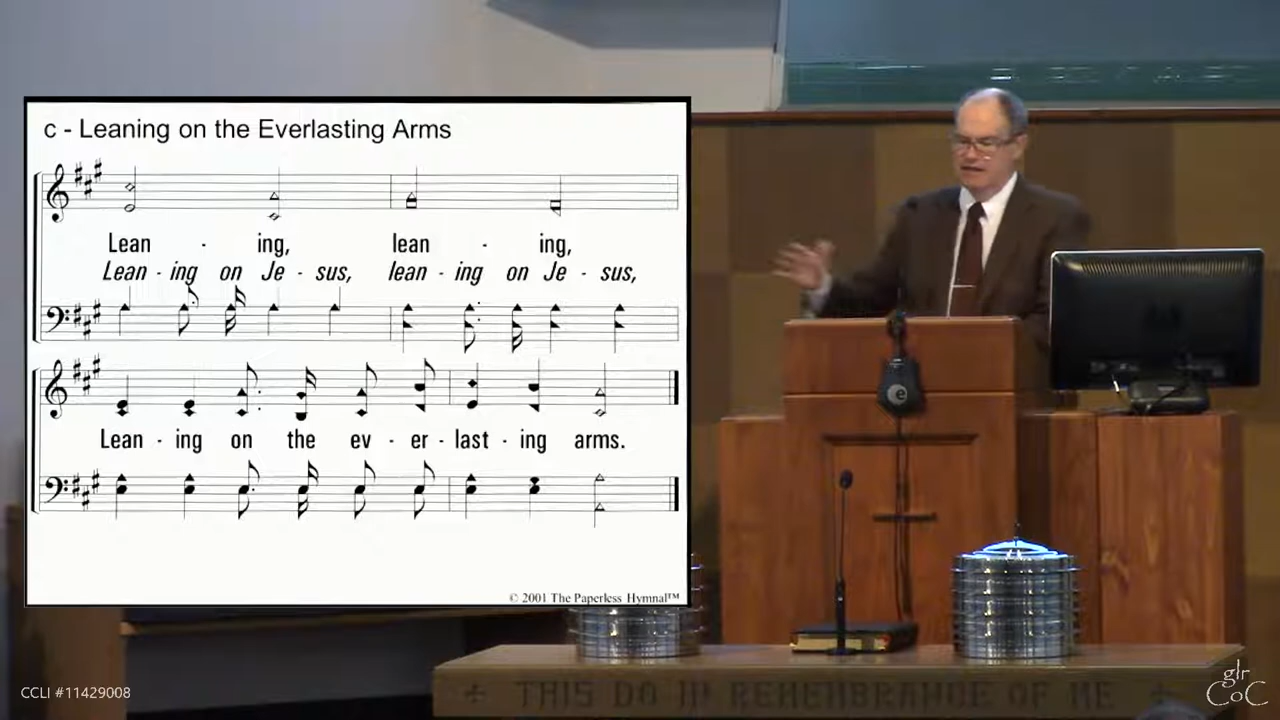 c - Leaning on the Everlasting Arms
Lean - ing, lean - ing,
Lean - ing on Je - sus, lean - ing on Je - sus,
Lean - ing on the ev - er - last - ing arms.
© 2001 The Paperless Hymnal™
e
THIS DO IN REMEMBRANCE OF ME
CCLI #11429008
glr
CoC